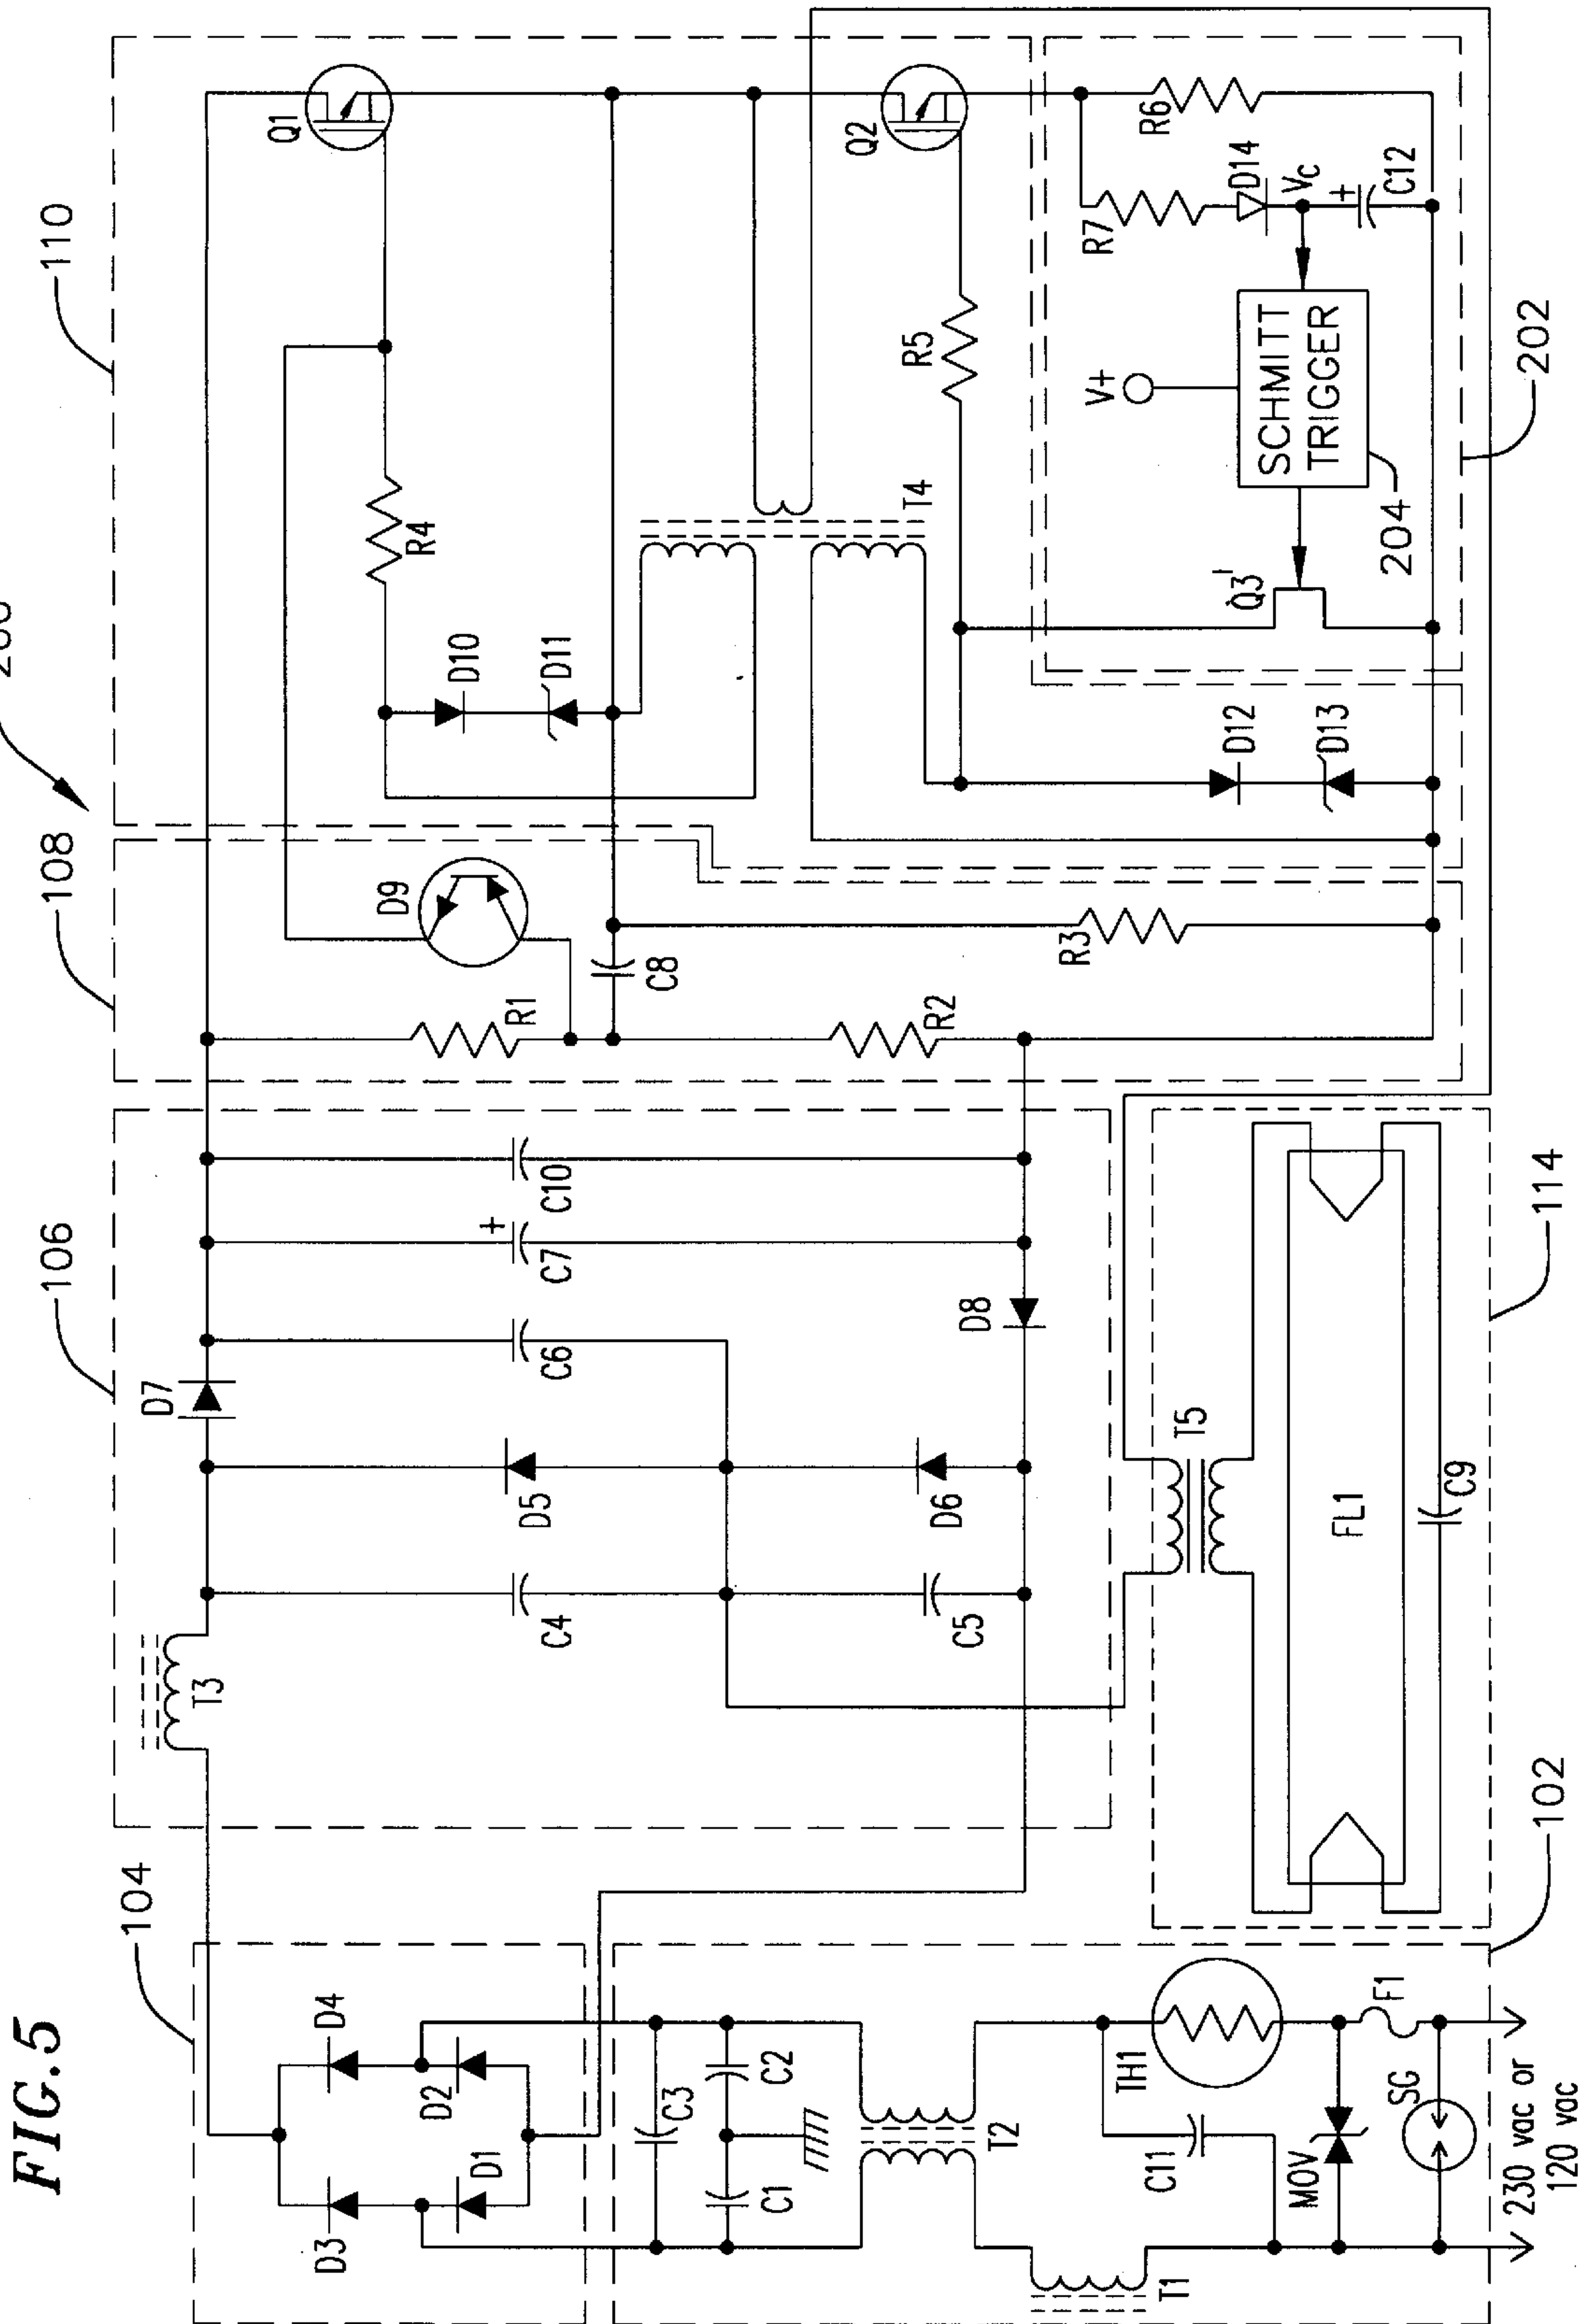 FIG.5
110
108
106
104
102
114
202
204
Q1
Q2
Q3'
R1
R2
R3
R4
R5
R6
R7
D1
D2
D3
D4
D5
D6
D7
D8
D9
D10
D11
D12
D13
D14
Vc
+
C12
V+
SCHMITT
TRIGGER
T4
C8
C10
+
C7
C6
C4
C5
T3
T5
FL1
C9
C3
C2
C1
T2
T1
C11
TH1
MOV
F1
SG
230 vac or
120 vac